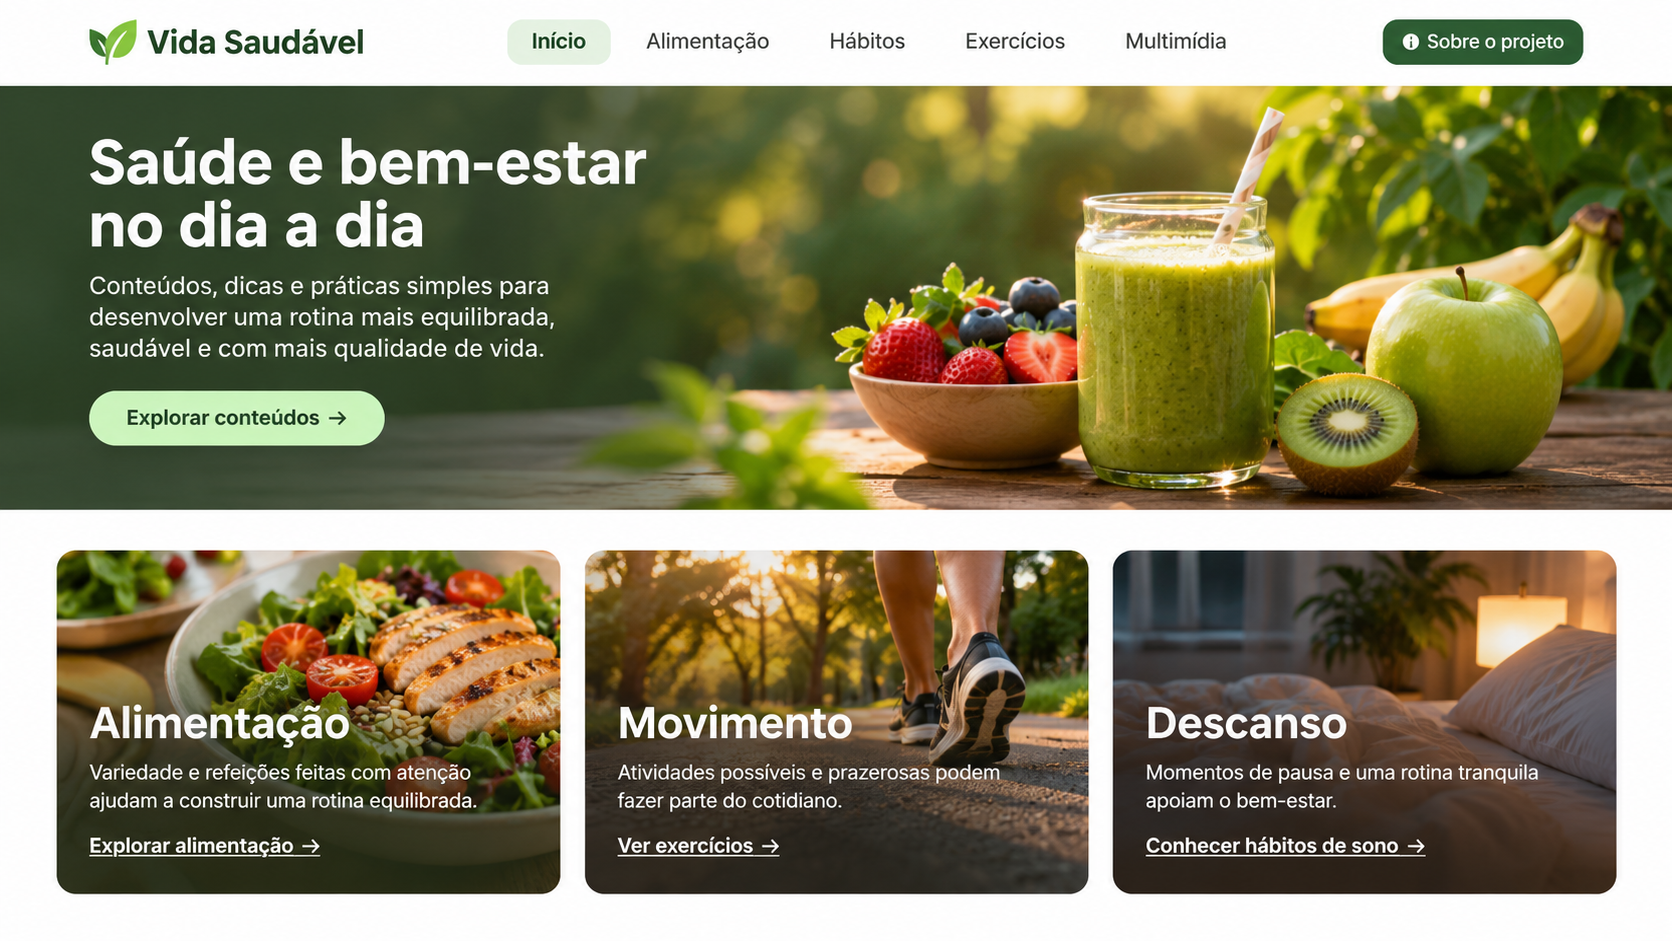 Vida Saudável
Início
Alimentação
Hábitos
Exercícios
Multimídia
Sobre o projeto
Saúde e bem-estar
no dia a dia
Conteúdos, dicas e práticas simples para
desenvolver uma rotina mais equilibrada,
saudável e com mais qualidade de vida.
Explorar conteúdos →
Alimentação
Variedade e refeições feitas com atenção
ajudam a construir uma rotina equilibrada.
Explorar alimentação →
Movimento
Atividades possíveis e prazerosas podem
fazer parte do cotidiano.
Ver exercícios →
Descanso
Momentos de pausa e uma rotina tranquila
apoiam o bem-estar.
Conhecer hábitos de sono →